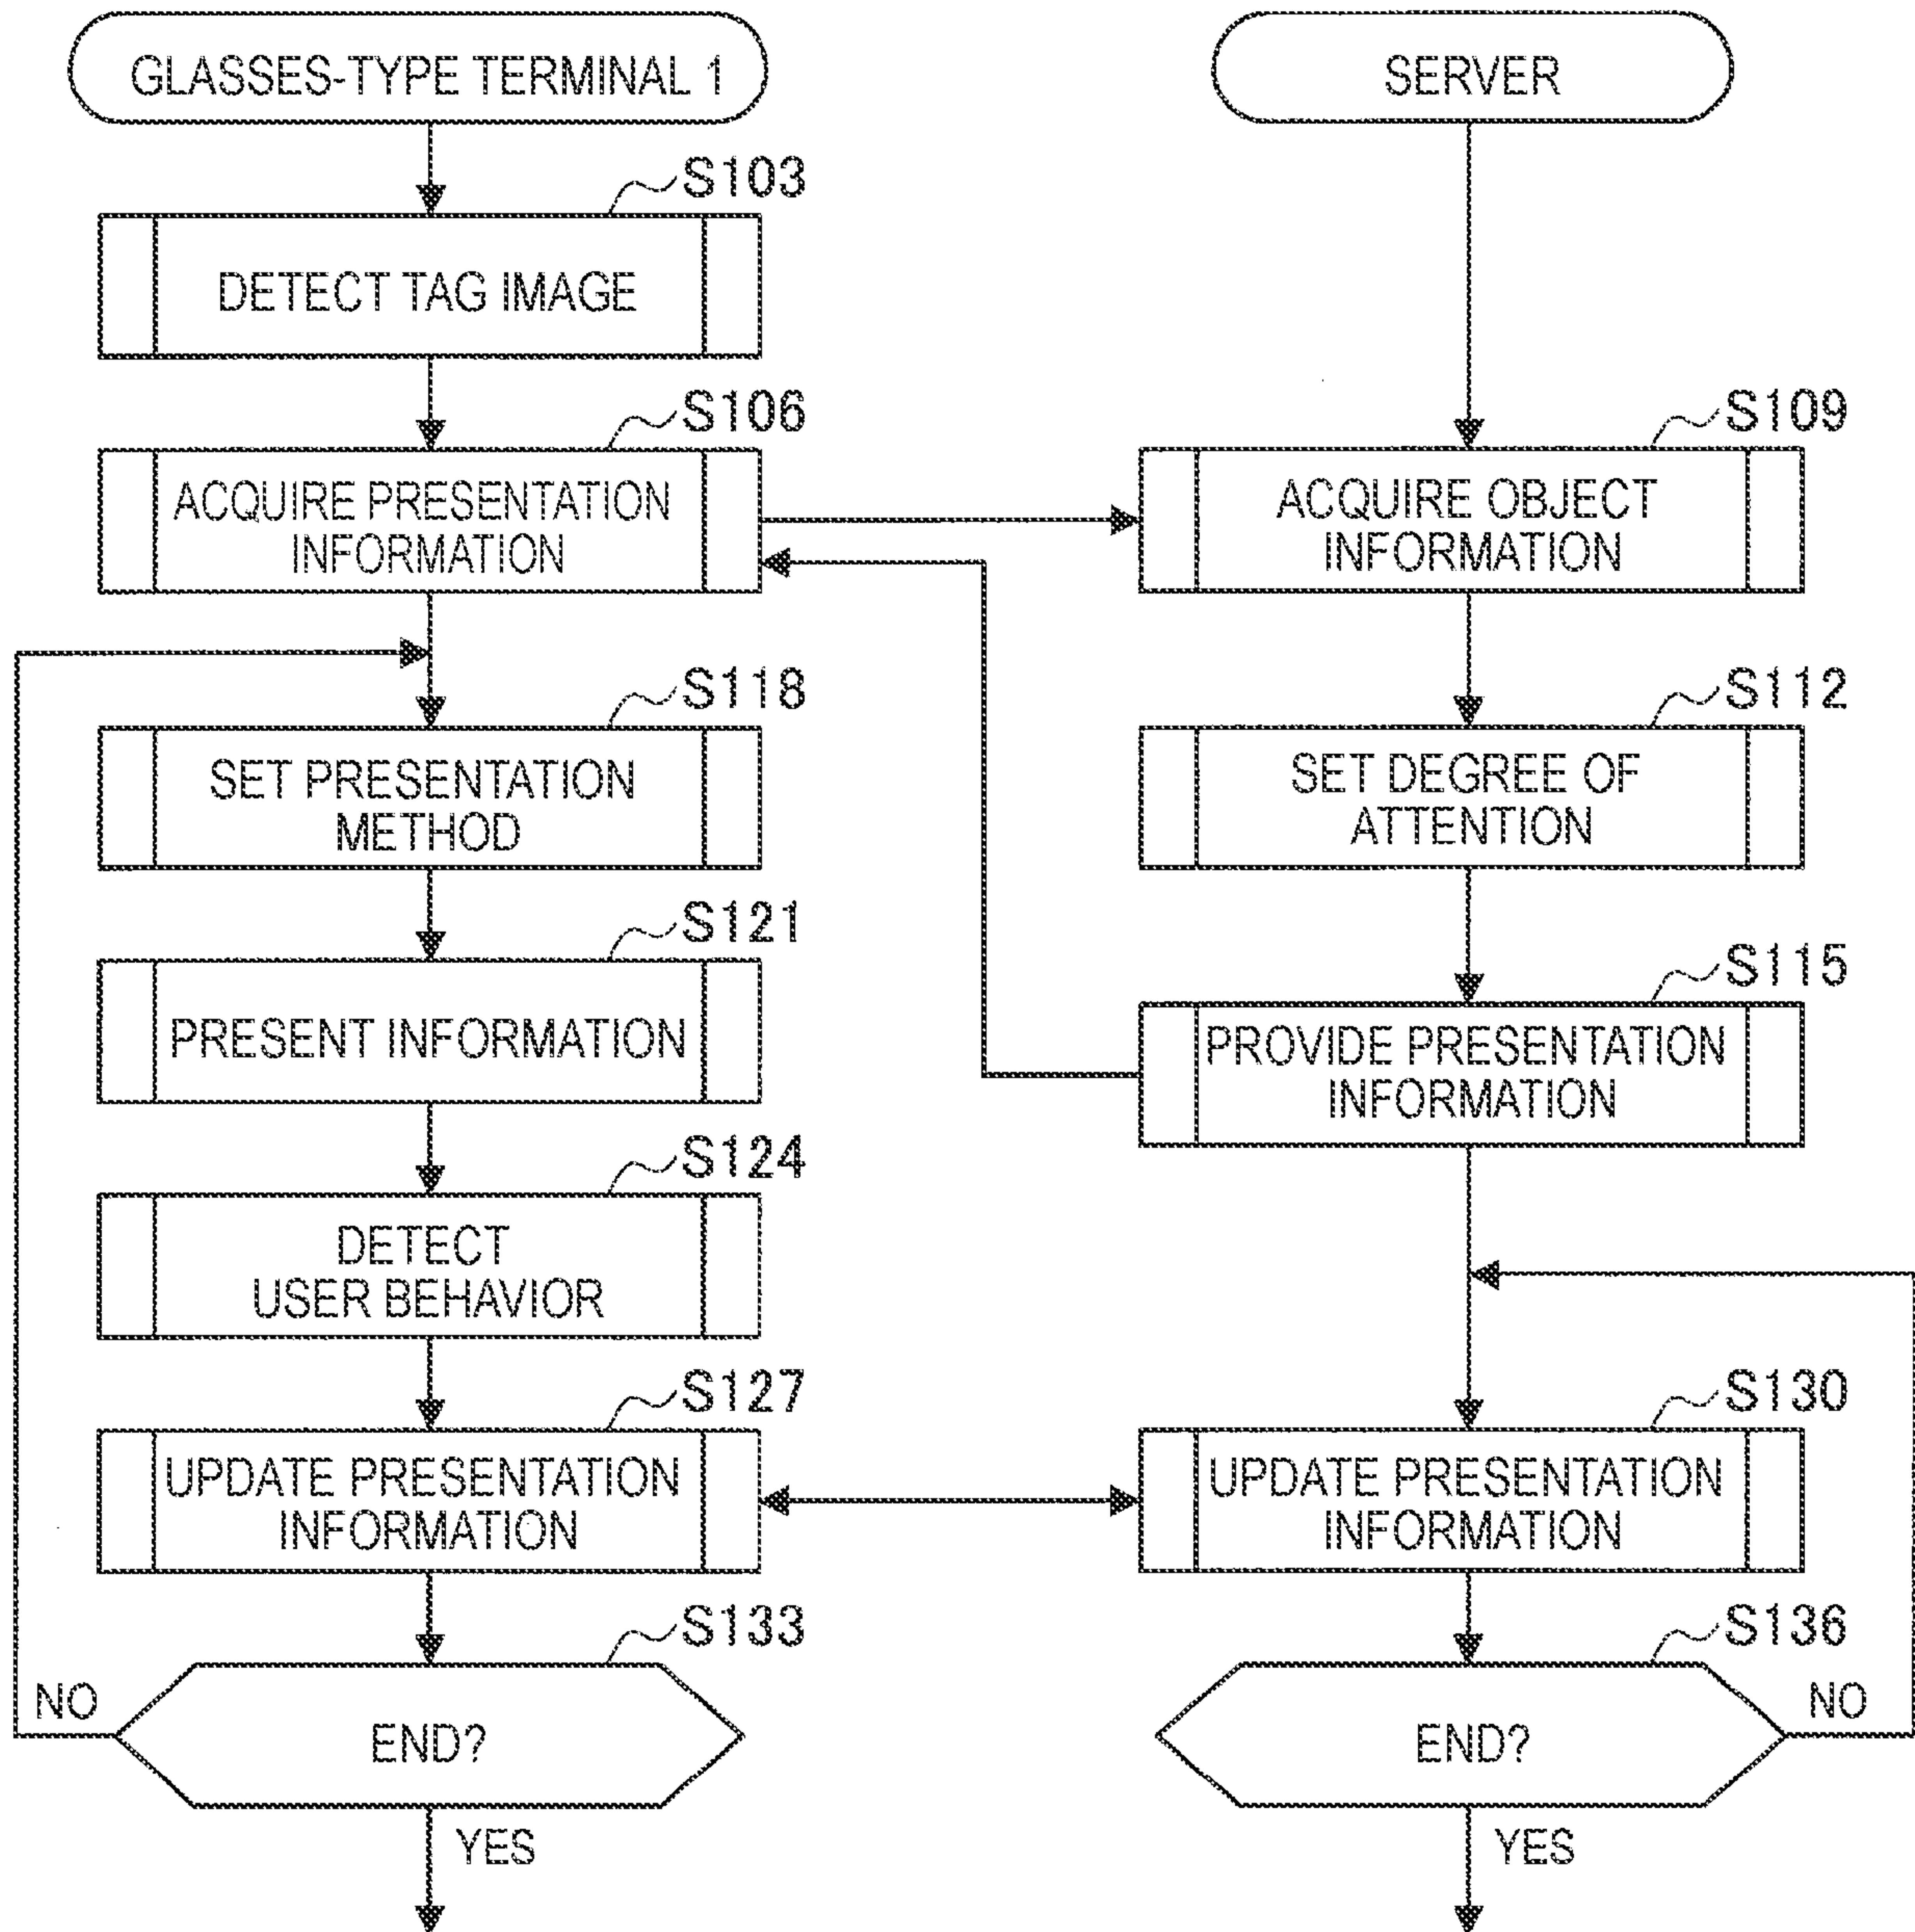 GLASSES-TYPE TERMINAL 1
S103
DETECT TAG IMAGE
S106
ACQUIRE PRESENTATION
INFORMATION
S118
SET PRESENTATION
METHOD
S121
PRESENT INFORMATION
S124
DETECT
USER BEHAVIOR
S127
UPDATE PRESENTATION
INFORMATION
S133
NO
END?
YES
SERVER
S109
ACQUIRE OBJECT
INFORMATION
S112
SET DEGREE OF
ATTENTION
S115
PROVIDE PRESENTATION
INFORMATION
S130
UPDATE PRESENTATION
INFORMATION
S136
NO
END?
YES